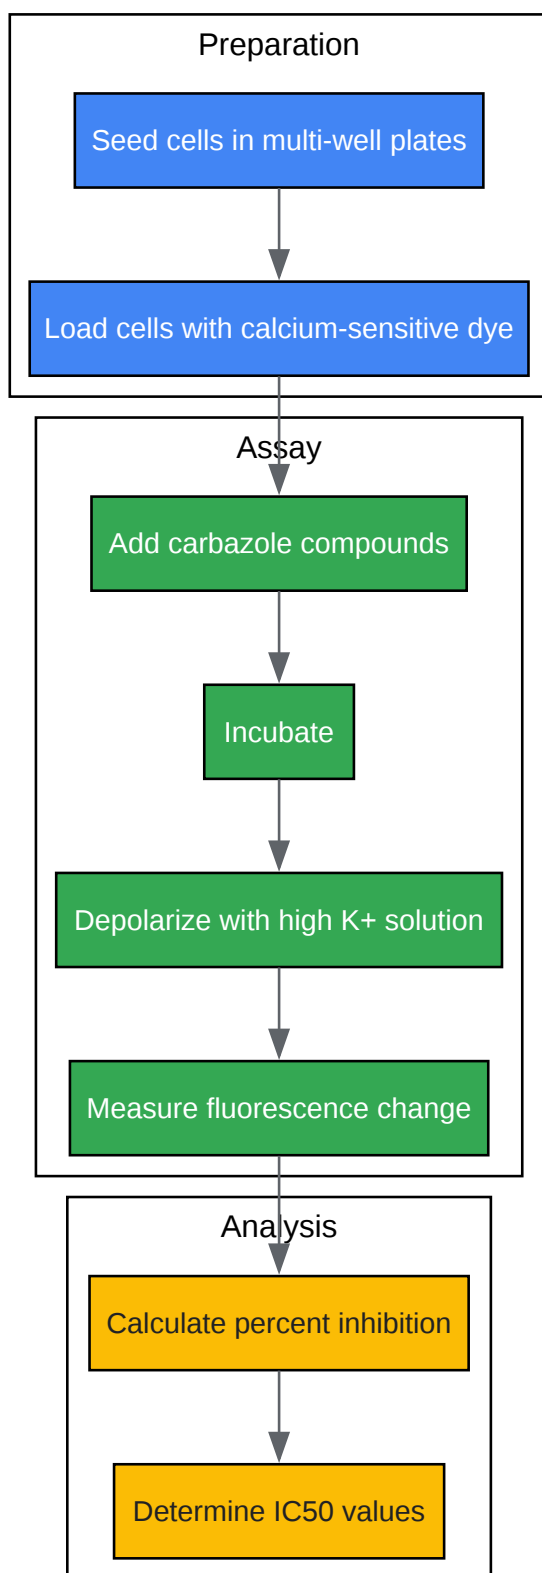 Preparation
Seed cells in multi-well plates
Load cells with calcium-sensitive dye
Assay
Add carbazole compounds
Incubate
Depolarize with high K+ solution
Measure fluorescence change
Analysis
Calculate percent inhibition
Determine IC50 values